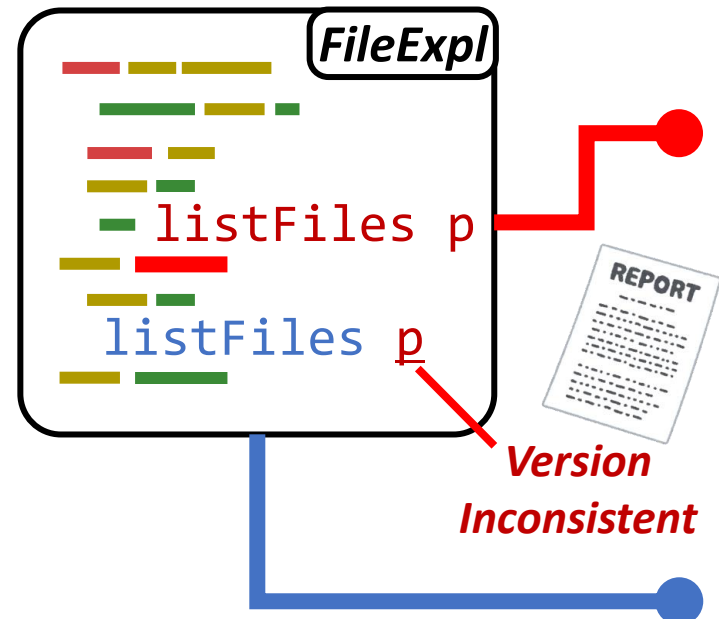 FileExpl
listFiles p
REPORT
listFiles p
Version
Inconsistent